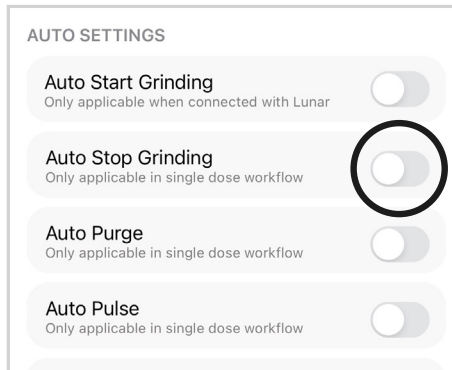 AUTO SETTINGS
Auto Start Grinding
Only applicable when connected with Lunar
Auto Stop Grinding
Only applicable in single dose workflow
Auto Purge
Only applicable in single dose workflow
Auto Pulse
Only applicable in single dose workflow